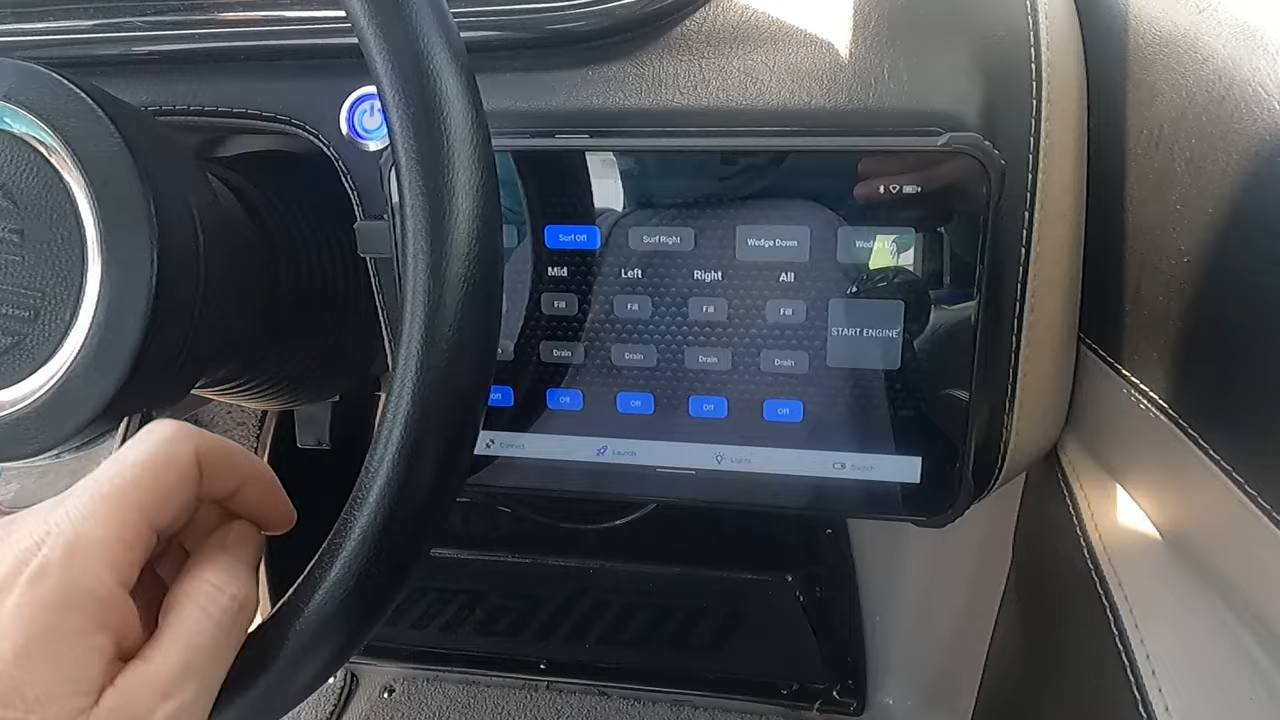 Surf Off Surf Right Wedge Down Wedge
Mid Left Right All
Fill Fill Fill Fill START ENGINE
Drain Drain Drain Drain
Off Off Off Off Off
Connect Launch Lights Switch
malibu